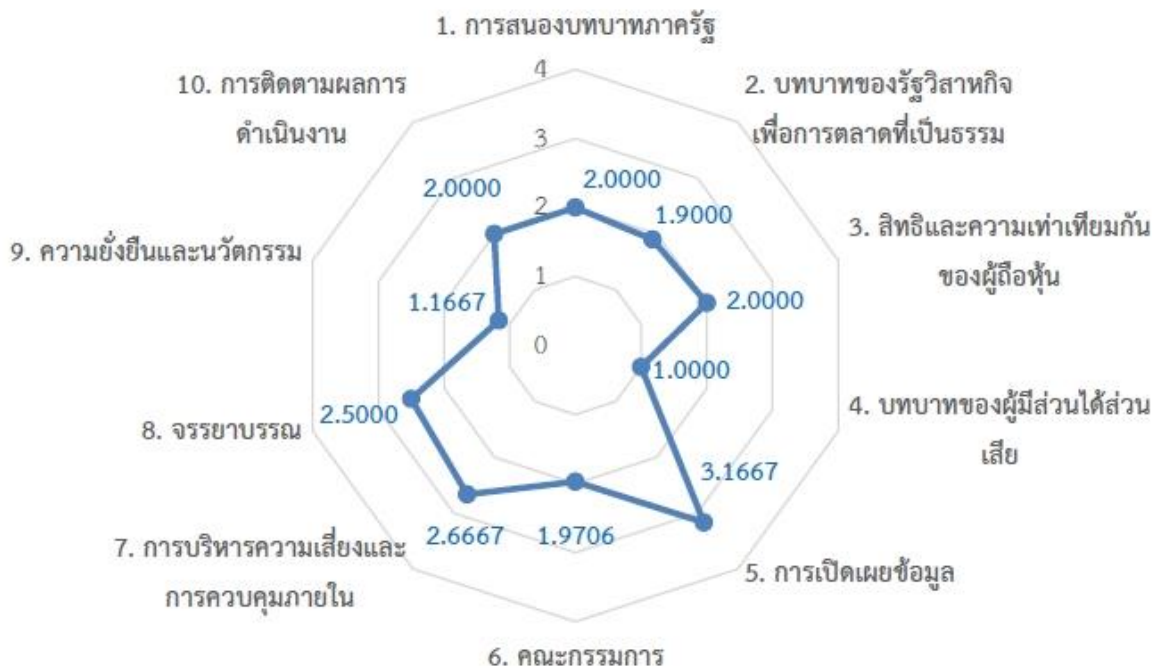 1. การสนองบทบาทภาครัฐ
2. บทบาทของรัฐวิสาหกิจ
เพื่อการตลาดที่เป็นธรรม
3. สิทธิและความเท่าเทียมกัน
ของผู้ถือหุ้น
4. บทบาทของผู้มีส่วนได้ส่วน
เสีย
5. การเปิดเผยข้อมูล
6. คณะกรรมการ
7. การบริหารความเสี่ยงและ
การควบคุมภายใน
8. จรรยาบรรณ
9. ความยั่งยืนและนวัตกรรม
10. การติดตามผลการ
ดำเนินงาน
4
3
2
1
0
2.0000
1.9000
2.0000
1.0000
3.1667
1.9706
2.6667
2.5000
1.1667
2.0000